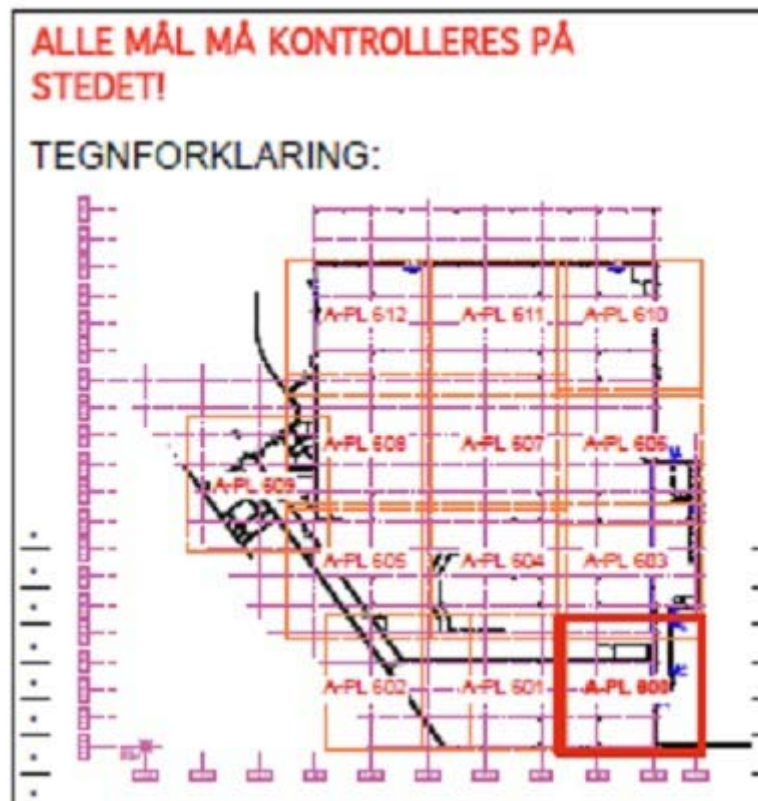 ALLE MÅL MÅ KONTROLLERES PÅ
STEDET!
TEGNFORKLARING:
A-PL 612
A-PL 611
A-PL 610
A-PL 608
A-PL 607
A-PL 606
A-PL 609
A-PL 605
A-PL 604
A-PL 603
A-PL 602
A-PL 601
A-PL 600